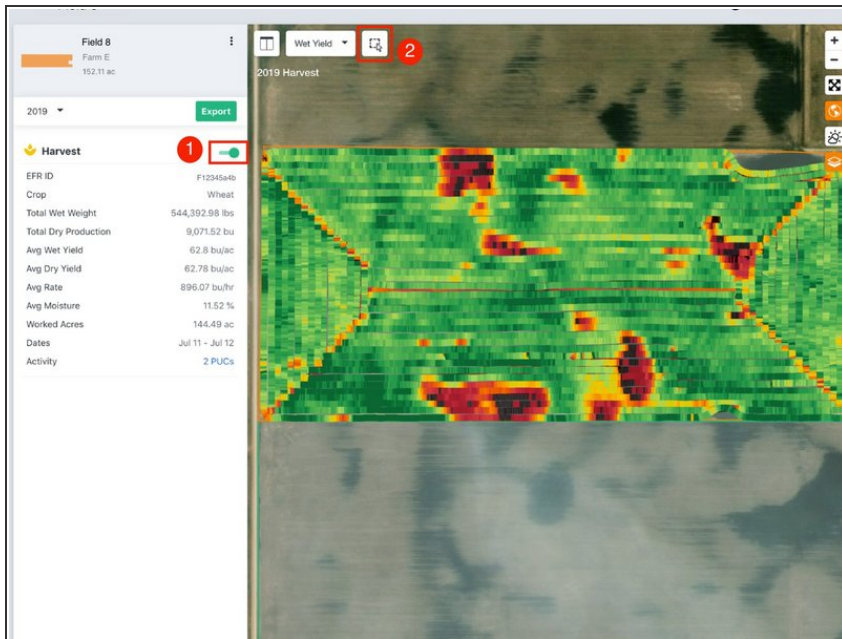 Field 8
Farm E
152.11 ac
2019
Export
Harvest
1
EFR ID F12345a4b
Crop Wheat
Total Wet Weight 544,392.98 lbs
Total Dry Production 9,071.52 bu
Avg Wet Yield 62.8 bu/ac
Avg Dry Yield 62.78 bu/ac
Avg Rate 896.07 bu/hr
Avg Moisture 11.52 %
Worked Acres 144.49 ac
Dates Jul 11 - Jul 12
Activity 2 PUCs
Wet Yield
2
2019 Harvest
+
-